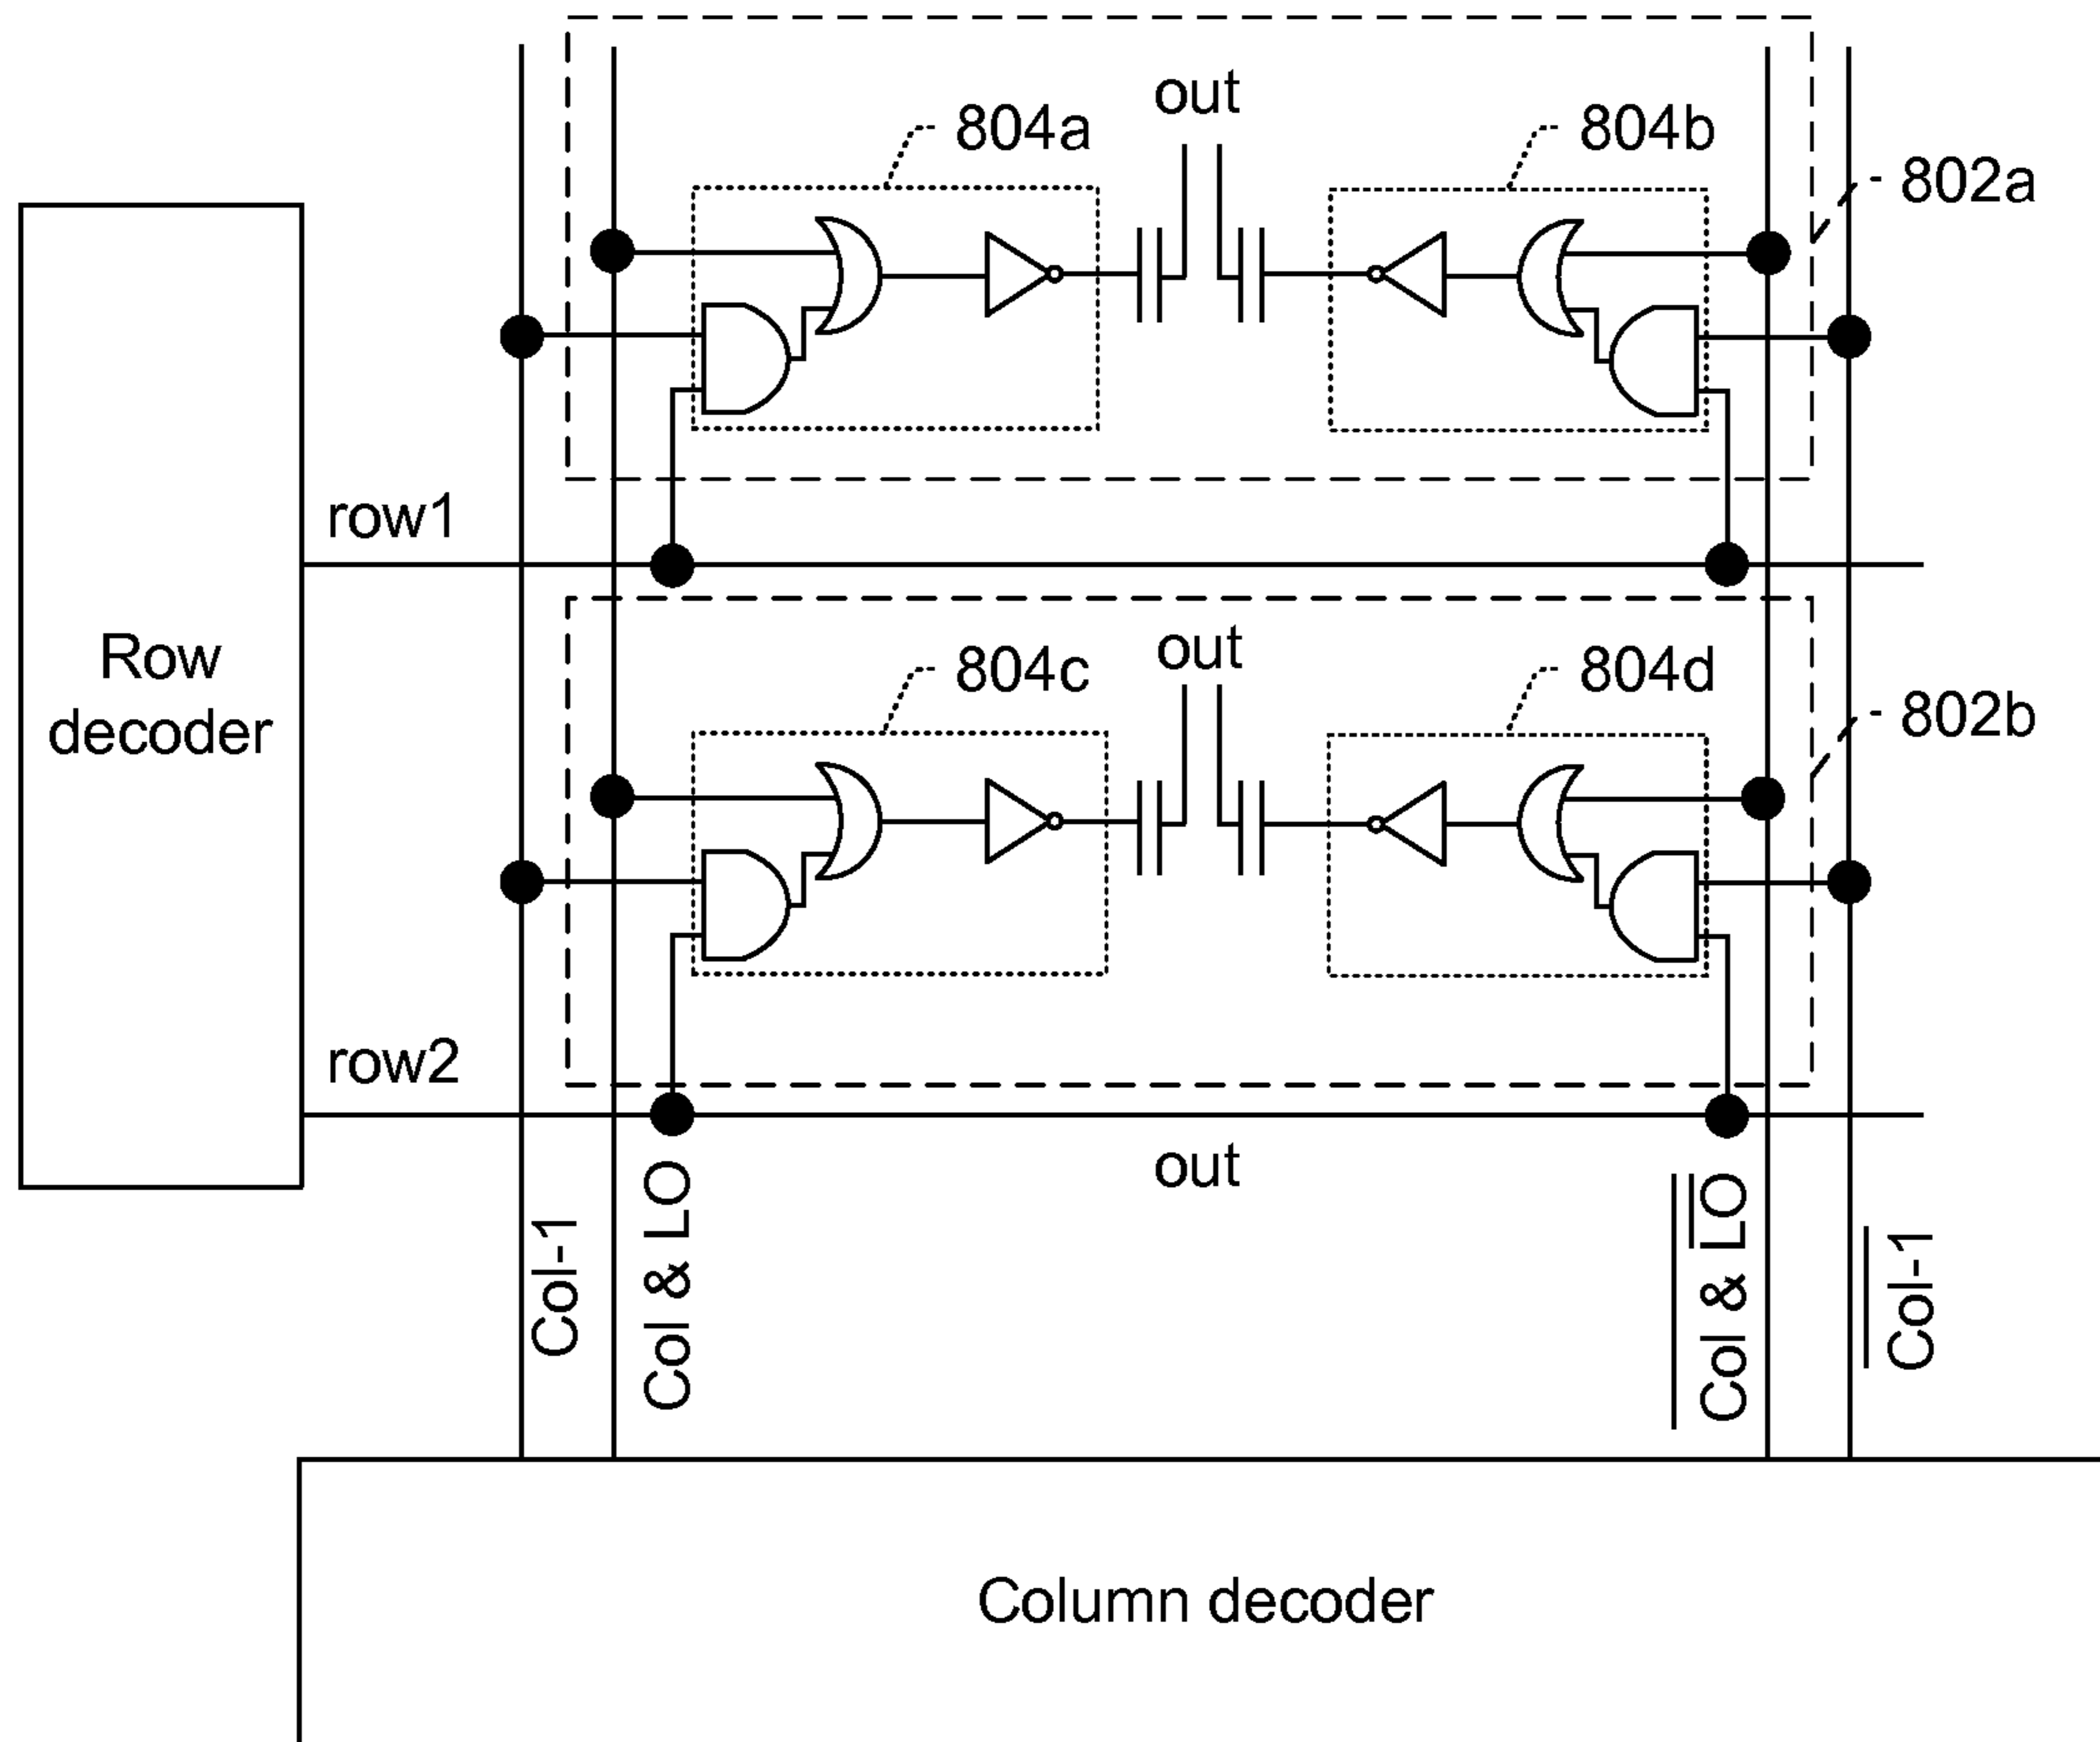 out
804a
804b
802a
row1
Row
decoder
out
804c
804d
802b
row2
out
Col-1
Col & LO
Col & LO
Col-1
Column decoder